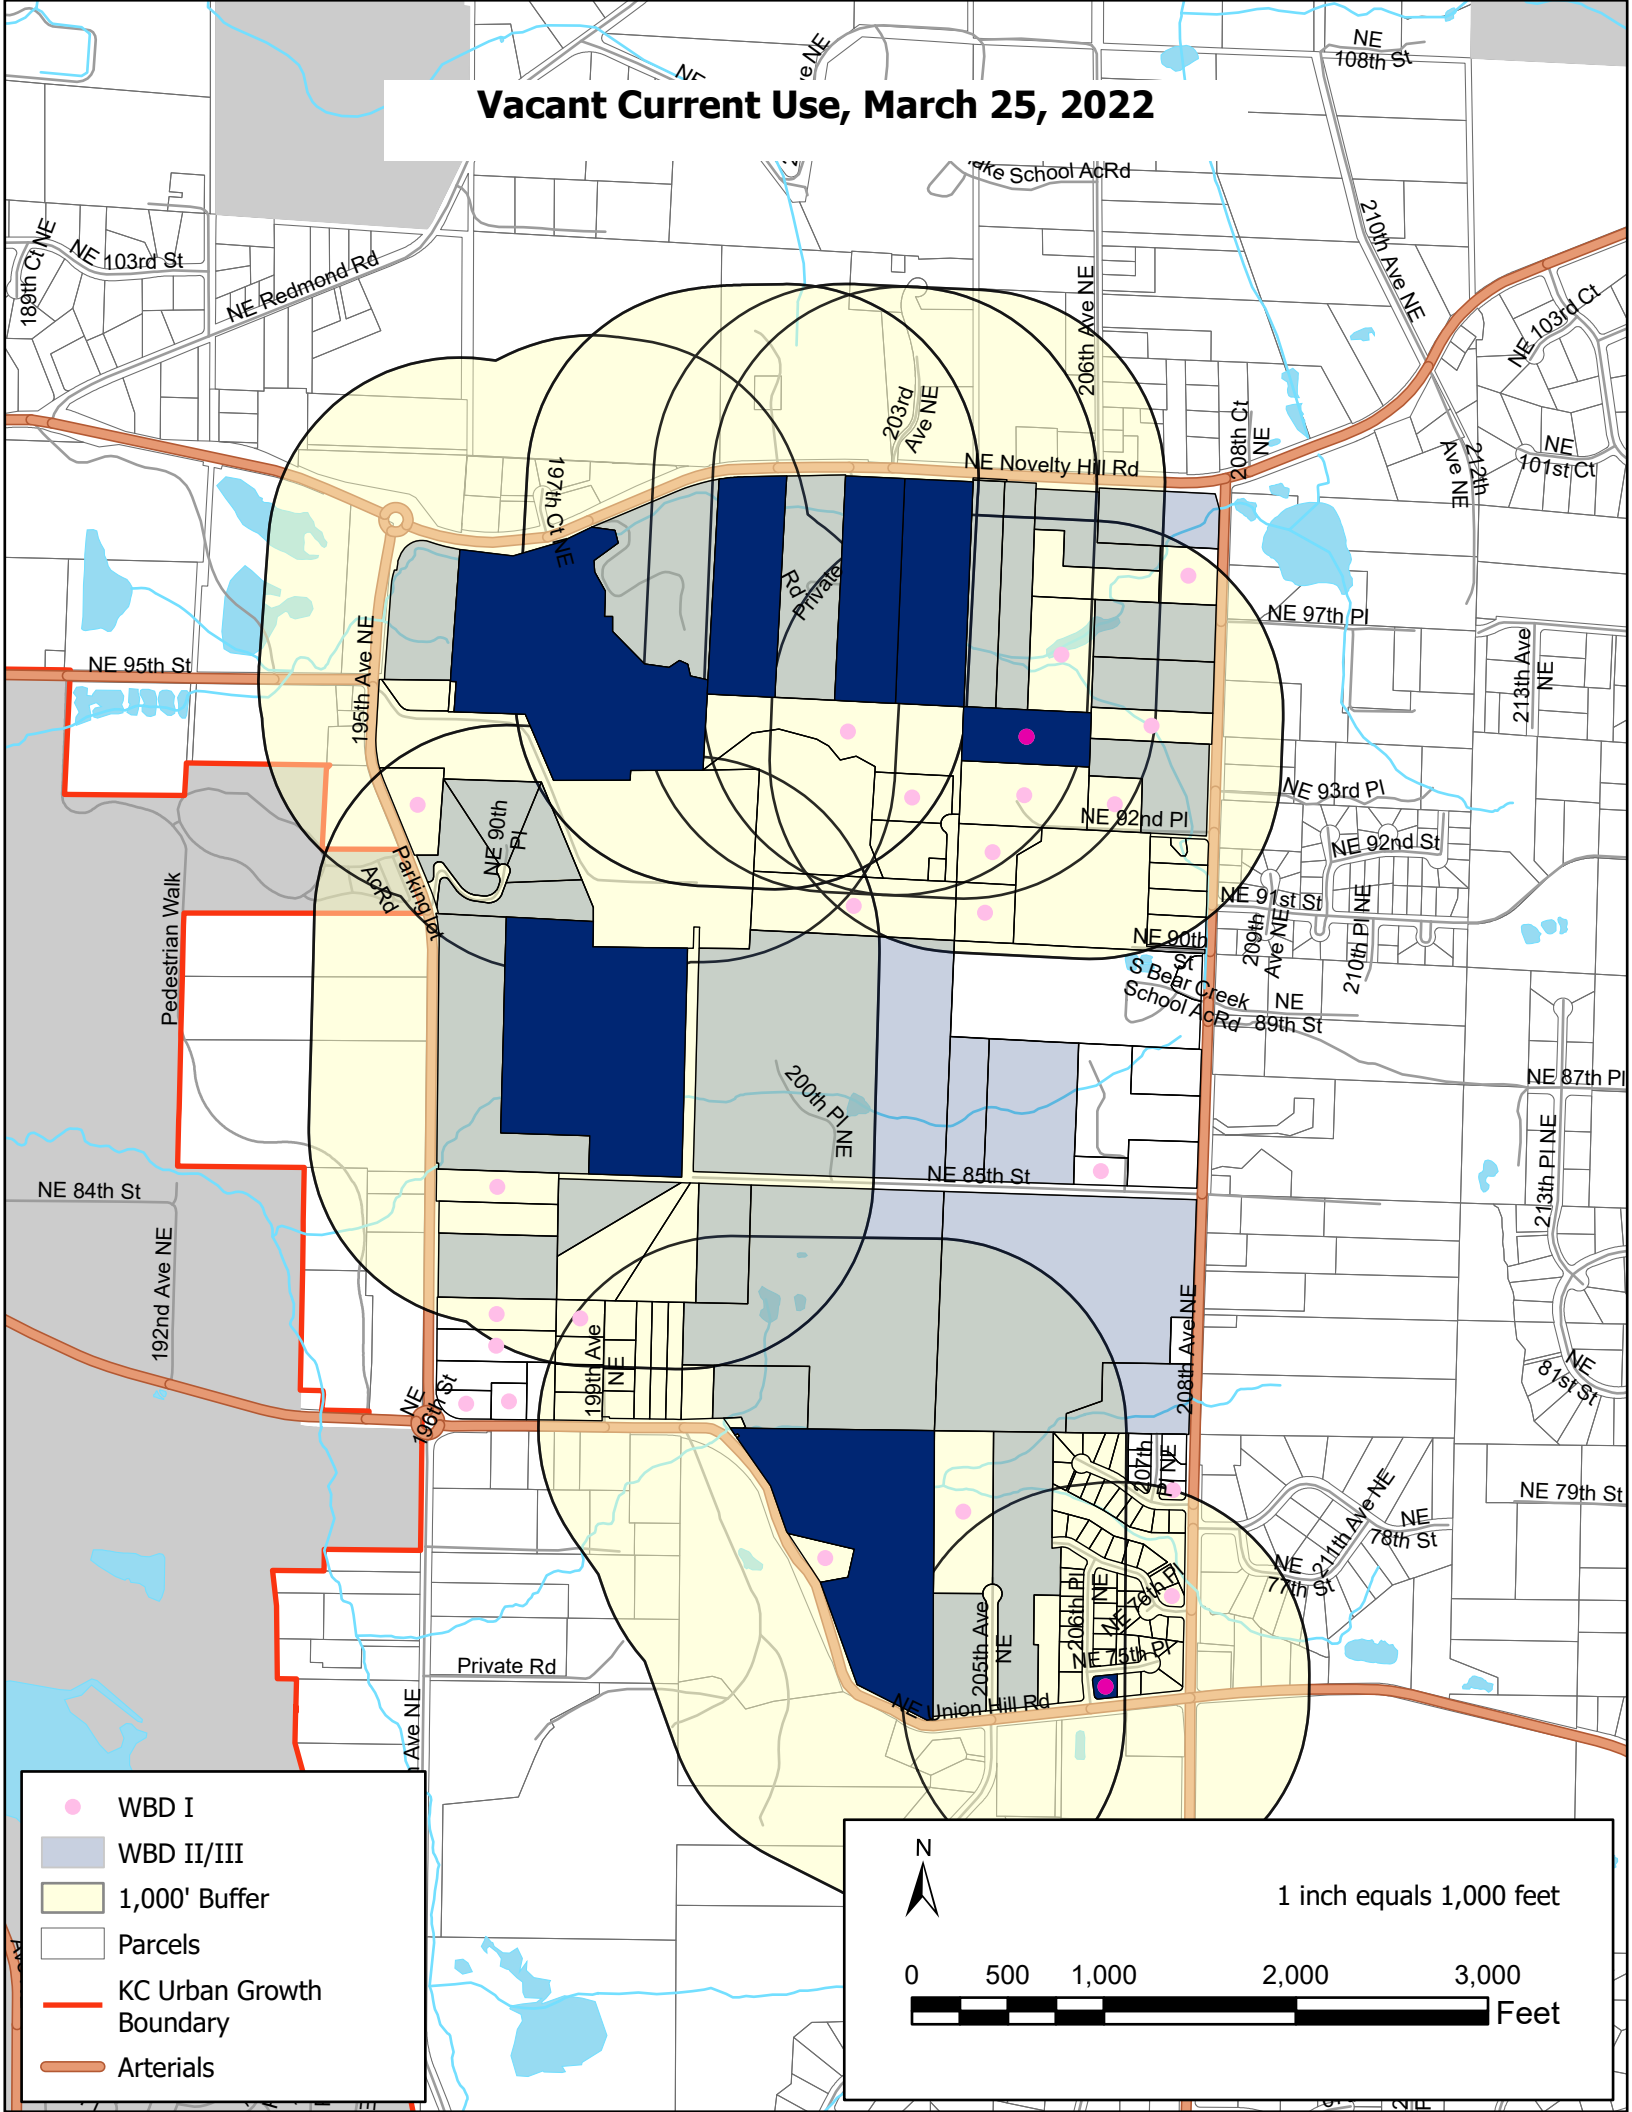 Vacant Current Use, March 25, 2022
NE
108th St
NE
ve NE
ake School AcRd
210th Ave NE
189th Ct NE
NE 103rd St
NE Redmond Rd
206th Ave NE
NE 103rd Ct
203rd
Ave NE
208th Ct
NE
NE
101st Ct
212th
Ave NE
NE Novelty Hill Rd
197th Ct NE
Private
Rd
NE 97th Pl
213th Ave
NE
NE 95th St
195th Ave NE
NE 93rd Pl
NE 92nd Pl
NE 92nd St
NE 90th
Pl
Parking lot
AcRd
NE 91st St
209th
Ave NE
210th Pl NE
Pedestrian Walk
NE 90th
St
S Bear Creek
School AcRd
NE
89th St
NE 87th Pl
200th Pl NE
NE 85th St
213th Pl NE
NE 84th St
192nd Ave NE
208th Ave NE
NE
81st St
199th Ave
NE
NE
196th St
207th
Pl NE
NE 79th St
211th Ave NE
NE
78th St
NE
77th St
206th Pl
NE
NE 76th Pl
NE 75th Pl
205th Ave
NE
Private Rd
NE Union Hill Rd
Ave NE
WBD I
WBD II/III
1,000' Buffer
Parcels
KC Urban Growth
Boundary
Arterials
N
1 inch equals 1,000 feet
0 500 1,000 2,000 3,000
Feet